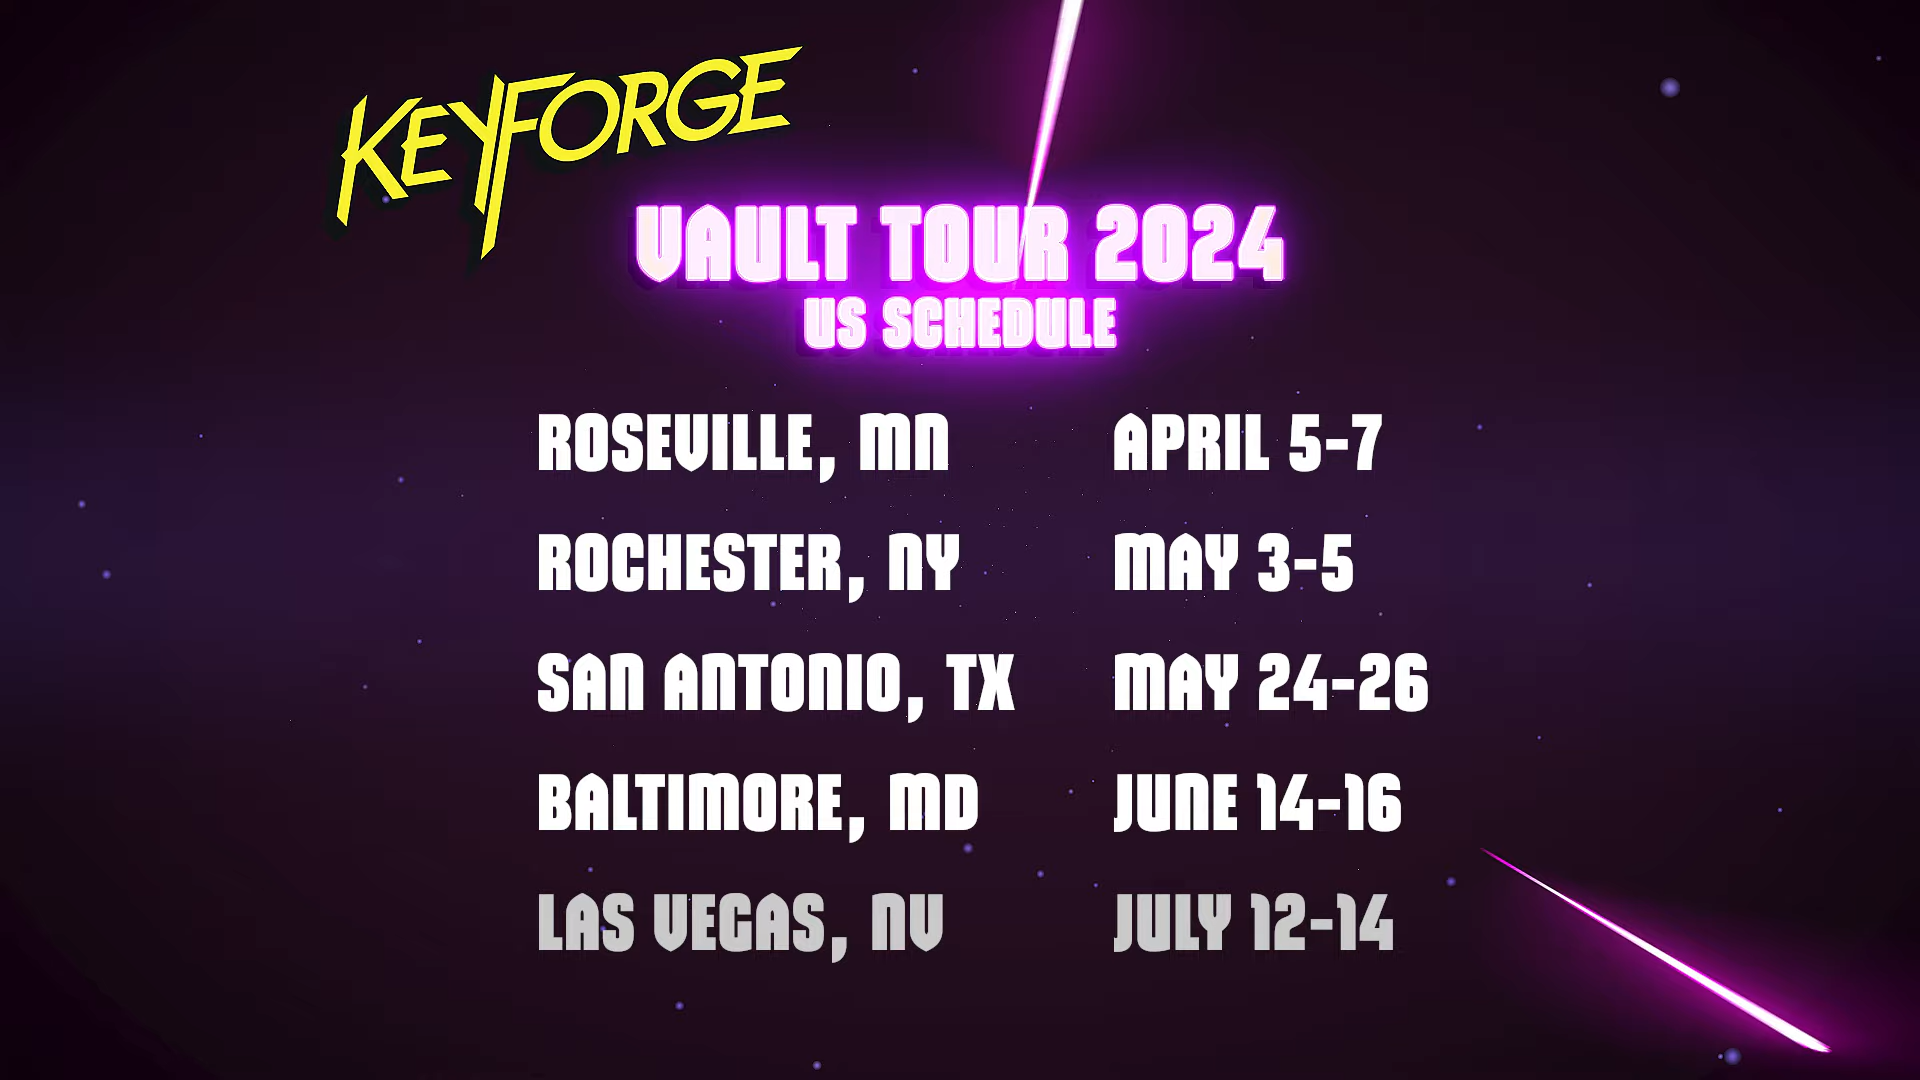 KEYFORGE
VAULT TOUR 2024
US SCHEDULE
ROSEVILLE, MN APRIL 5-7
ROCHESTER, NY MAY 3-5
SAN ANTONIO, TX MAY 24-26
BALTIMORE, MD JUNE 14-16
LAS VEGAS, NV JULY 12-14